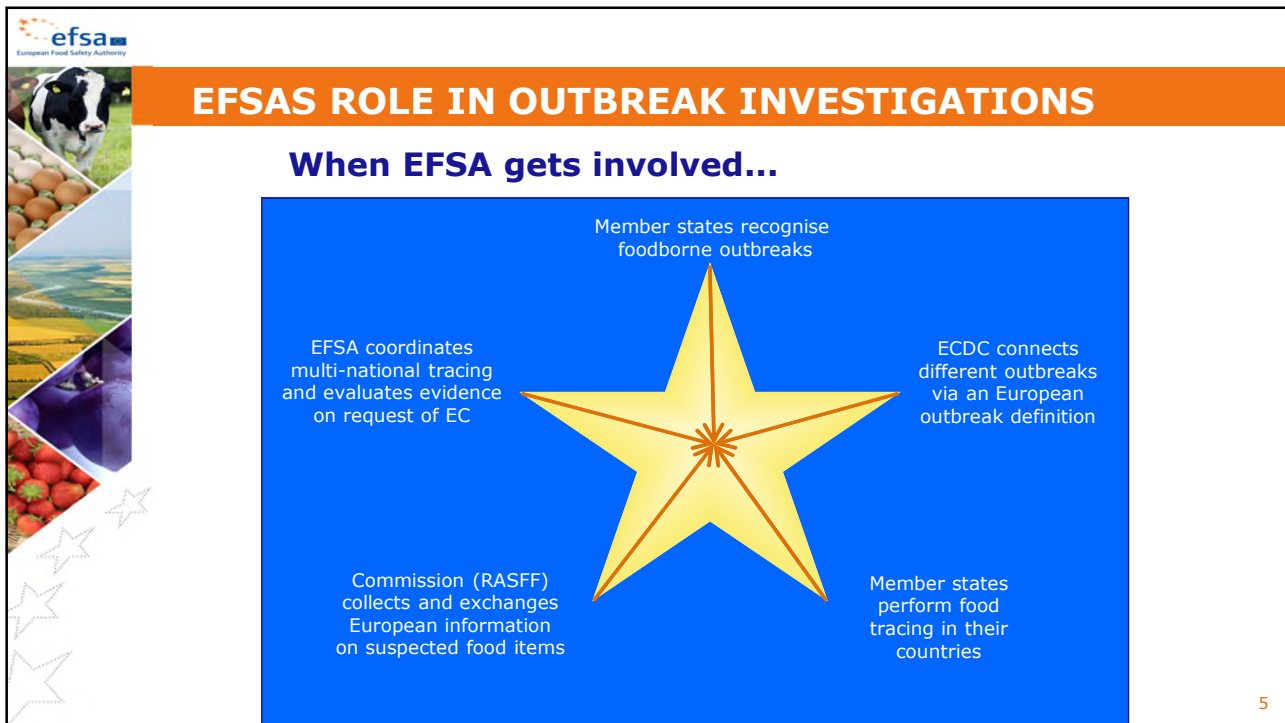 efsa
European Food Safety Authority
EFSAS ROLE IN OUTBREAK INVESTIGATIONS
When EFSA gets involved...
Member states recognise
foodborne outbreaks
EFSA coordinates
multi-national tracing
and evaluates evidence
on request of EC
ECDC connects
different outbreaks
via an European
outbreak definition
Commission (RASFF)
collects and exchanges
European information
on suspected food items
Member states
perform food
tracing in their
countries
5